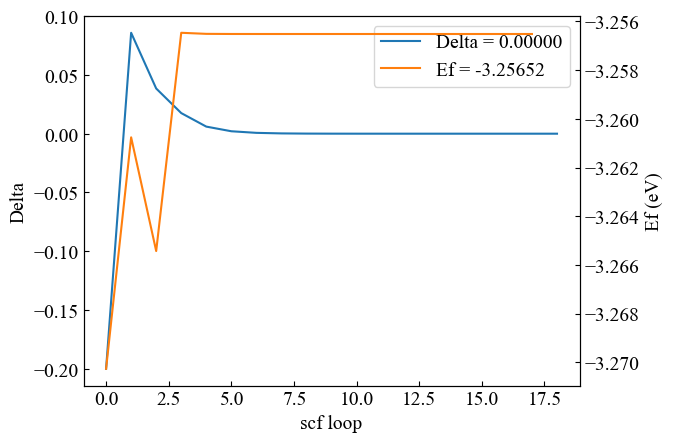 Delta = 0.00000
Ef = -3.25652
0.10
0.05
0.00
−0.05
−0.10
−0.15
−0.20
Delta
−3.256
−3.258
−3.260
−3.262
−3.264
−3.266
−3.268
−3.270
Ef (eV)
0.0 2.5 5.0 7.5 10.0 12.5 15.0 17.5
scf loop